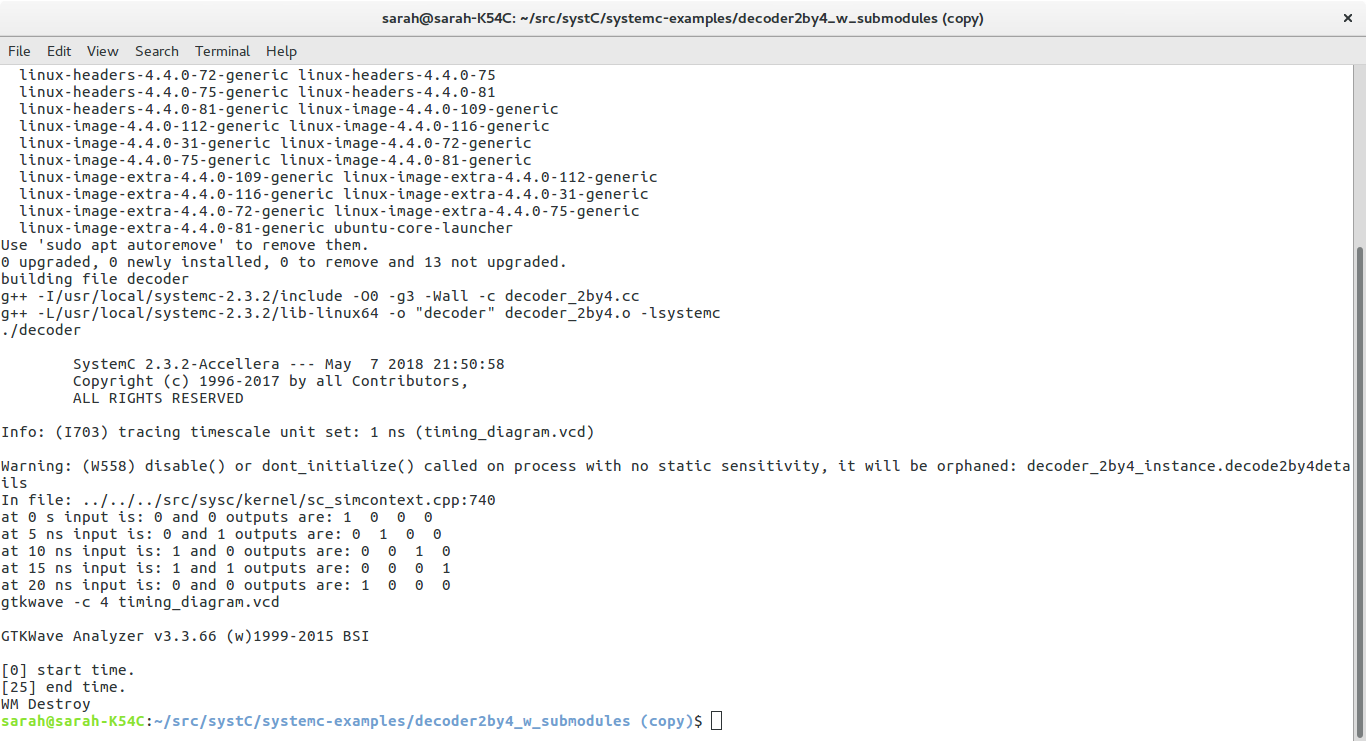 sarah@sarah-K54C: ~/src/systC/systemc-examples/decoder2by4_w_submodules (copy)
File Edit View Search Terminal Help
linux-headers-4.4.0-72-generic linux-headers-4.4.0-75
linux-headers-4.4.0-75-generic linux-headers-4.4.0-81
linux-headers-4.4.0-81-generic linux-image-4.4.0-109-generic
linux-image-4.4.0-112-generic linux-image-4.4.0-116-generic
linux-image-4.4.0-31-generic linux-image-4.4.0-72-generic
linux-image-4.4.0-75-generic linux-image-4.4.0-81-generic
linux-image-extra-4.4.0-109-generic linux-image-extra-4.4.0-112-generic
linux-image-extra-4.4.0-116-generic linux-image-extra-4.4.0-31-generic
linux-image-extra-4.4.0-72-generic linux-image-extra-4.4.0-75-generic
linux-image-extra-4.4.0-81-generic ubuntu-core-launcher
Use 'sudo apt autoremove' to remove them.
0 upgraded, 0 newly installed, 0 to remove and 13 not upgraded.
building file decoder
g++ -I/usr/local/systemc-2.3.2/include -O0 -g3 -Wall -c decoder_2by4.cc
g++ -L/usr/local/systemc-2.3.2/lib-linux64 -o "decoder" decoder_2by4.o -lsystemc
./decoder
SystemC 2.3.2-Accellera --- May  7 2018 21:50:58
Copyright (c) 1996-2017 by all Contributors,
ALL RIGHTS RESERVED
Info: (I703) tracing timescale unit set: 1 ns (timing_diagram.vcd)
Warning: (W558) disable() or dont_initialize() called on process with no static sensitivity, it will be orphaned: decoder_2by4_instance.decode2by4deta
ils
In file: ../../../src/sysc/kernel/sc_simcontext.cpp:740
at 0 s input is: 0 and 0 outputs are: 1  0  0  0
at 5 ns input is: 0 and 1 outputs are: 0  1  0  0
at 10 ns input is: 1 and 0 outputs are: 0  0  1  0
at 15 ns input is: 1 and 1 outputs are: 0  0  0  1
at 20 ns input is: 0 and 0 outputs are: 1  0  0  0
gtkwave -c 4 timing_diagram.vcd
GTKWave Analyzer v3.3.66 (w)1999-2015 BSI
[0] start time.
[25] end time.
WM Destroy
sarah@sarah-K54C:~/src/systC/systemc-examples/decoder2by4_w_submodules (copy)$